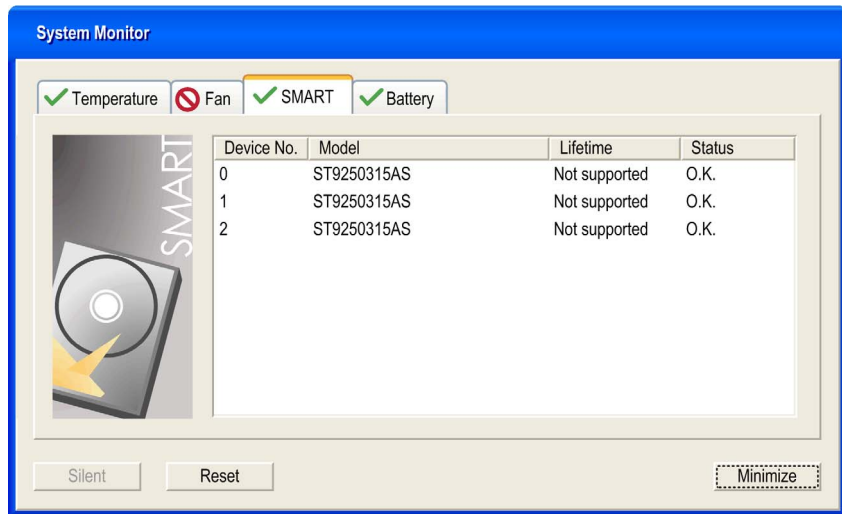 System Monitor
Temperature Fan SMART Battery
SMART
Device No. Model Lifetime Status
0 ST9250315AS Not supported O.K.
1 ST9250315AS Not supported O.K.
2 ST9250315AS Not supported O.K.
Silent Reset Minimize